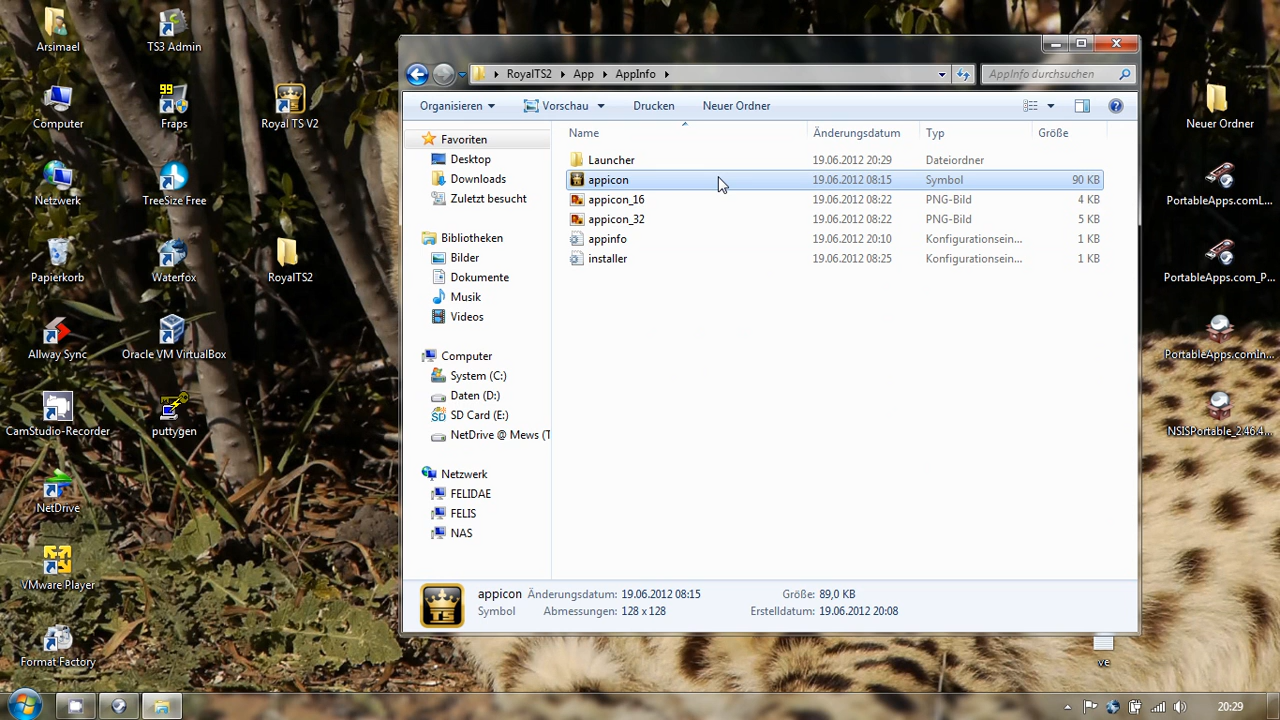 Arsimael
TS3 Admin
Computer
Fraps
99
Royal TS V2
Netzwerk
TreeSize Free
Papierkorb
Waterfox
RoyalTS2
Allway Sync
Oracle VM VirtualBox
CamStudio-Recorder
puttygen
NetDrive
VMware Player
Format Factory
RoyalTS2
App
AppInfo
AppInfo durchsuchen
Organisieren
Vorschau
Drucken
Neuer Ordner
Favoriten
Desktop
Downloads
Zuletzt besucht
Bibliotheken
Bilder
Dokumente
Musik
Videos
Computer
System (C:)
Daten (D:)
SD Card (E:)
NetDrive @ Mews (T
Netzwerk
FELIDAE
FELIS
NAS
Name Änderungsdatum Typ Größe
Launcher 19.06.2012 20:29 Dateiordner
appicon 19.06.2012 08:15 Symbol 90 KB
appicon_16 19.06.2012 08:22 PNG-Bild 4 KB
appicon_32 19.06.2012 08:22 PNG-Bild 5 KB
appinfo 19.06.2012 20:10 Konfigurationsein... 1 KB
installer 19.06.2012 08:25 Konfigurationsein... 1 KB
TS
appicon Änderungsdatum: 19.06.2012 08:15 Größe: 89,0 KB
Symbol Abmessungen: 128 x 128 Erstelldatum: 19.06.2012 20:08
Neuer Ordner
PortableApps.comL...
PortableApps.com_P...
PortableApps.comIn...
NSISPortable_2.46.4...
ve
20:29